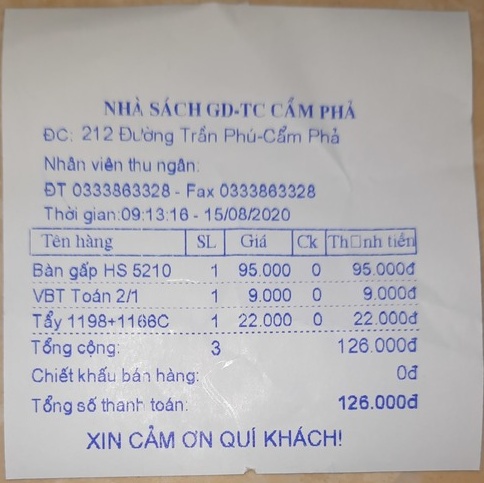 NHÀ SÁCH GD-TC CẨM PHẢ
ĐC: 212 Đường Trần Phú-Cẩm Phả
Nhân viên thu ngân:
ĐT 0333863328 - Fax 0333863328
Thời gian:09:13:16 - 15/08/2020
Tên hàng SL Giá Ck Th□nh tiền
Bàn gấp HS 5210 1 95.000 0 95.000đ
VBT Toán 2/1 1 9.000 0 9.000đ
Tẩy 1198+1166C 1 22.000 0 22.000đ
Tổng cộng: 3 126.000đ
Chiết khấu bán hàng: 0đ
Tổng số thanh toán: 126.000đ
XIN CẢM ƠN QUÍ KHÁCH!